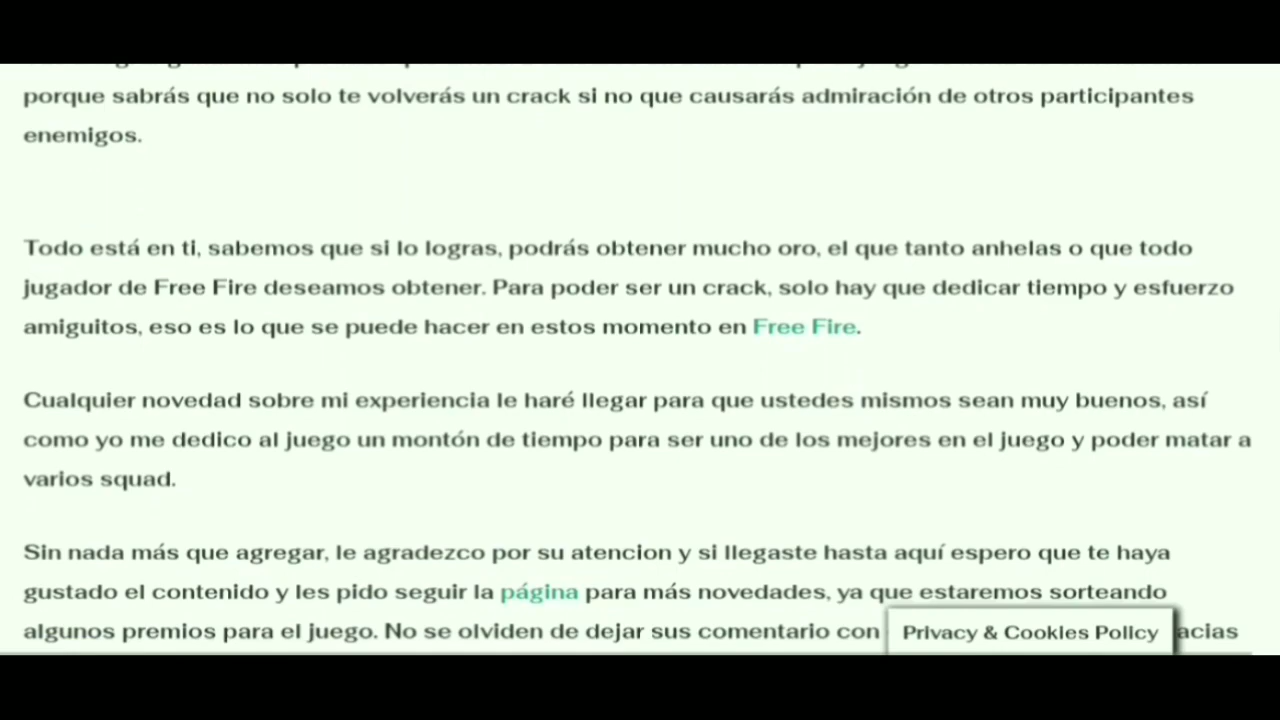 porque sabrás que no solo te volverás un crack si no que causarás admiración de otros participantes
enemigos.
Todo está en ti, sabemos que si lo logras, podrás obtener mucho oro, el que tanto anhelas o que todo
jugador de Free Fire deseamos obtener. Para poder ser un crack, solo hay que dedicar tiempo y esfuerzo
amiguitos, eso es lo que se puede hacer en estos momento en Free Fire.
Cualquier novedad sobre mi experiencia le haré llegar para que ustedes mismos sean muy buenos, así
como yo me dedico al juego un montón de tiempo para ser uno de los mejores en el juego y poder matar a
varios squad.
Sin nada más que agregar, le agradezco por su atencion y si llegaste hasta aquí espero que te haya
gustado el contenido y les pido seguir la página para más novedades, ya que estaremos sorteando
algunos premios para el juego. No se olviden de dejar sus comentario con acias
Privacy & Cookies Policy